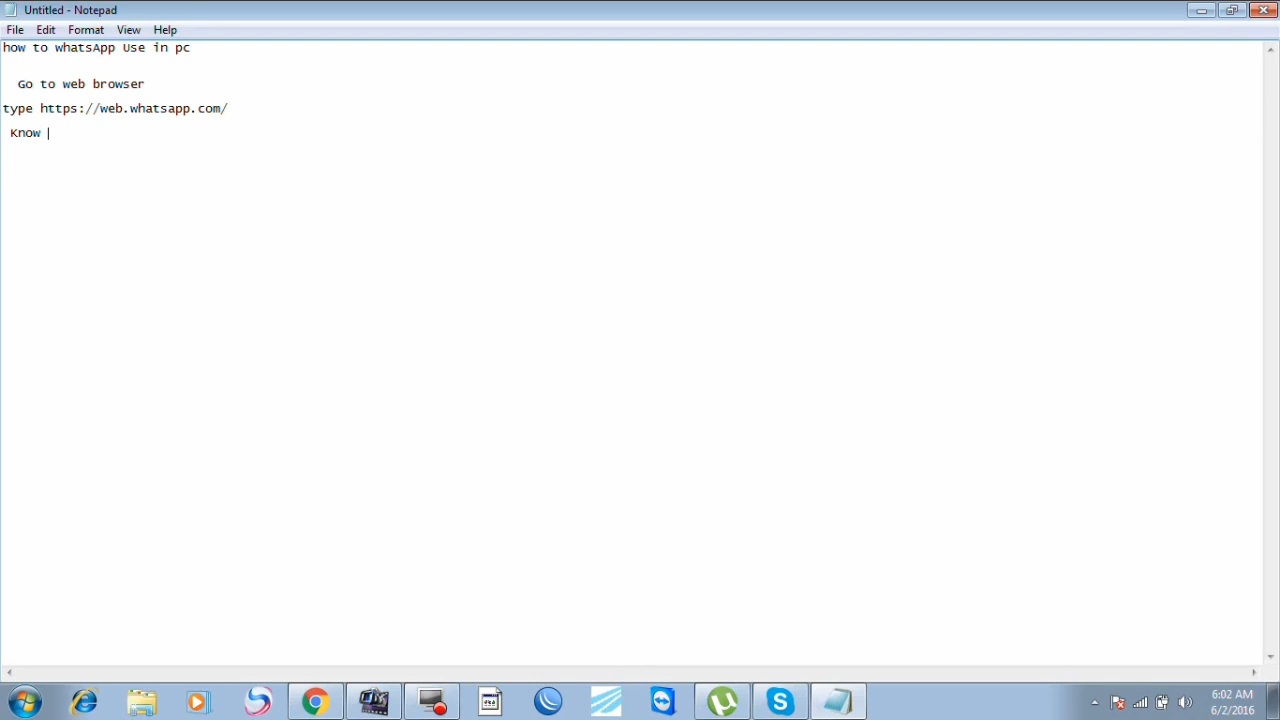 Untitled - Notepad
File Edit Format View Help
how to whatsApp Use in pc
Go to web browser
type https://web.whatsapp.com/
Know
6:02 AM
6/2/2016